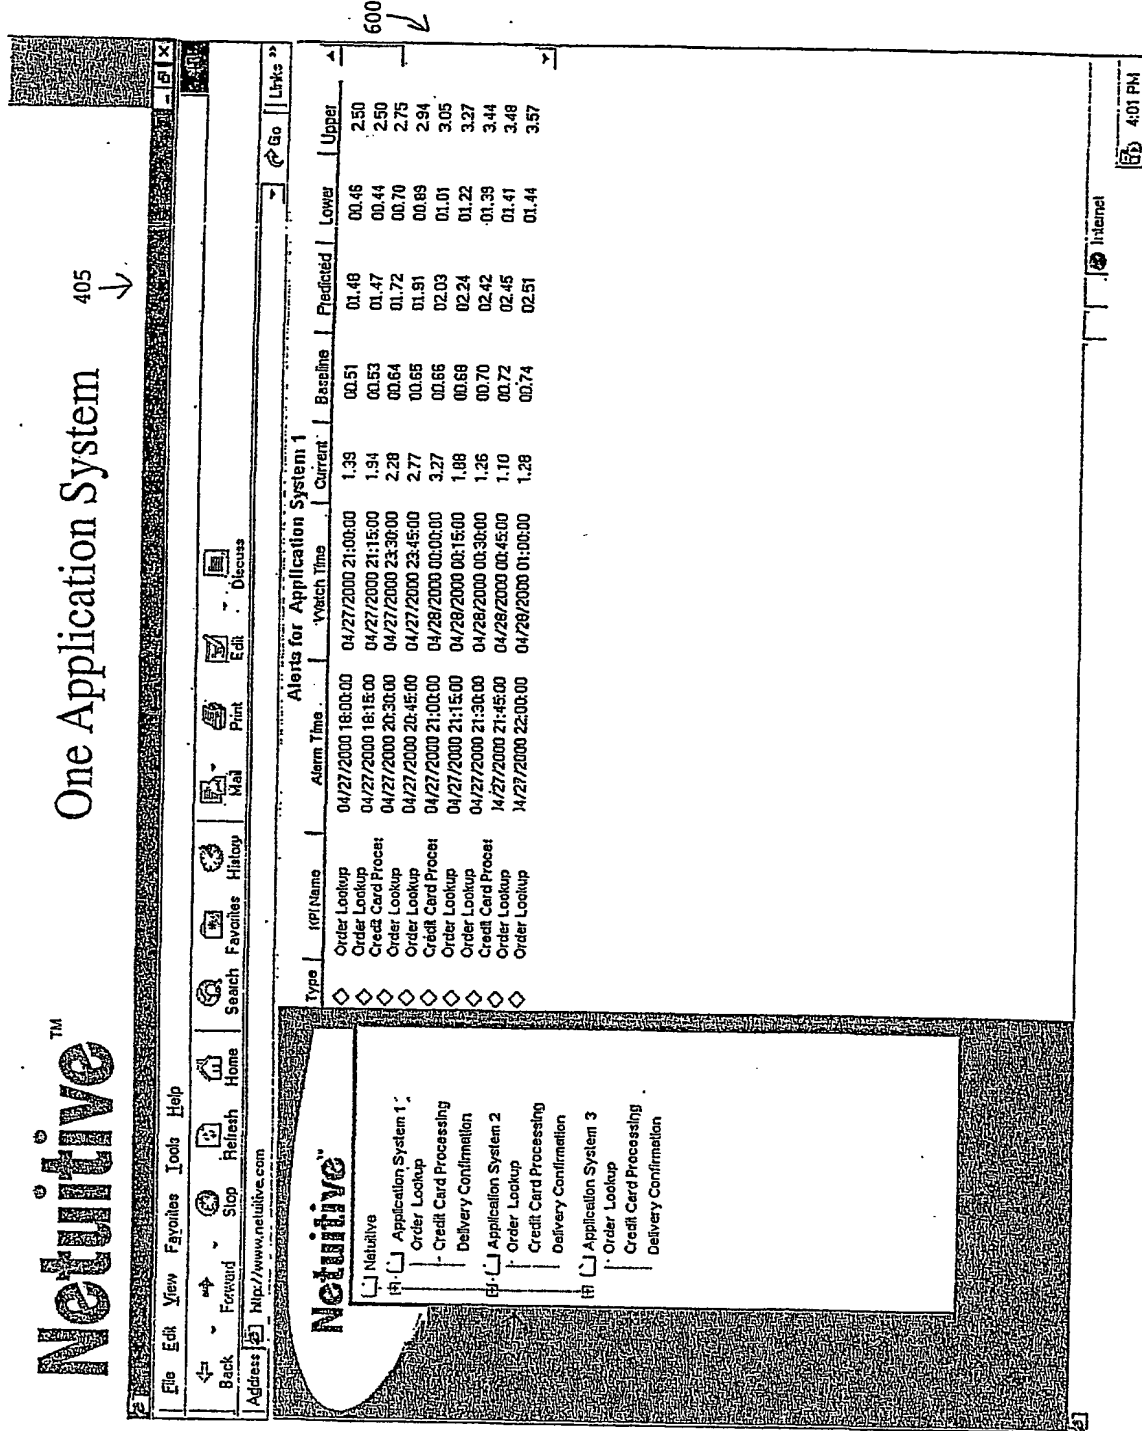 Netuitive™ One Application System 405
600
File Edit View Favorites Tools Help
Back Forward Stop Refresh Home Search Favorites History Mail Print Edit Discuss
Address http://www.netuitive.com Go Links »
Netuitive™
Netuitive
Application System 1
Order Lookup
Credit Card Processing
Delivery Confirmation
Application System 2
Order Lookup
Credit Card Processing
Delivery Confirmation
Application System 3
Order Lookup
Credit Card Processing
Delivery Confirmation
Alerts for Application System 1
Type KPI Name Alarm Time Watch Time Current Baseline Predicted Lower Upper
Order Lookup 04/27/2000 18:00:00 04/27/2000 21:00:00 1.39 00.51 01.48 00.46 2.50
Order Lookup 04/27/2000 18:15:00 04/27/2000 21:15:00 1.94 00.53 01.47 00.44 2.50
Credit Card Proces 04/27/2000 20:30:00 04/27/2000 23:30:00 2.28 00.64 01.72 00.70 2.75
Order Lookup 04/27/2000 20:45:00 04/27/2000 23:45:00 2.77 00.65 01.91 00.89 2.94
Order Lookup 04/27/2000 21:00:00 04/28/2000 00:00:00 3.27 00.66 02.03 01.01 3.05
Credit Card Proces 04/27/2000 21:15:00 04/28/2000 00:15:00 1.88 00.68 02.24 01.22 3.27
Order Lookup 04/27/2000 21:30:00 04/28/2000 00:30:00 1.26 00.70 02.42 01.39 3.44
Order Lookup 04/27/2000 21:45:00 04/28/2000 00:45:00 1.10 00.72 02.45 01.41 3.48
Credit Card Proces 04/27/2000 22:00:00 04/28/2000 01:00:00 1.28 00.74 02.51 01.44 3.57
Order Lookup
Order Lookup
Internet
4:01 PM